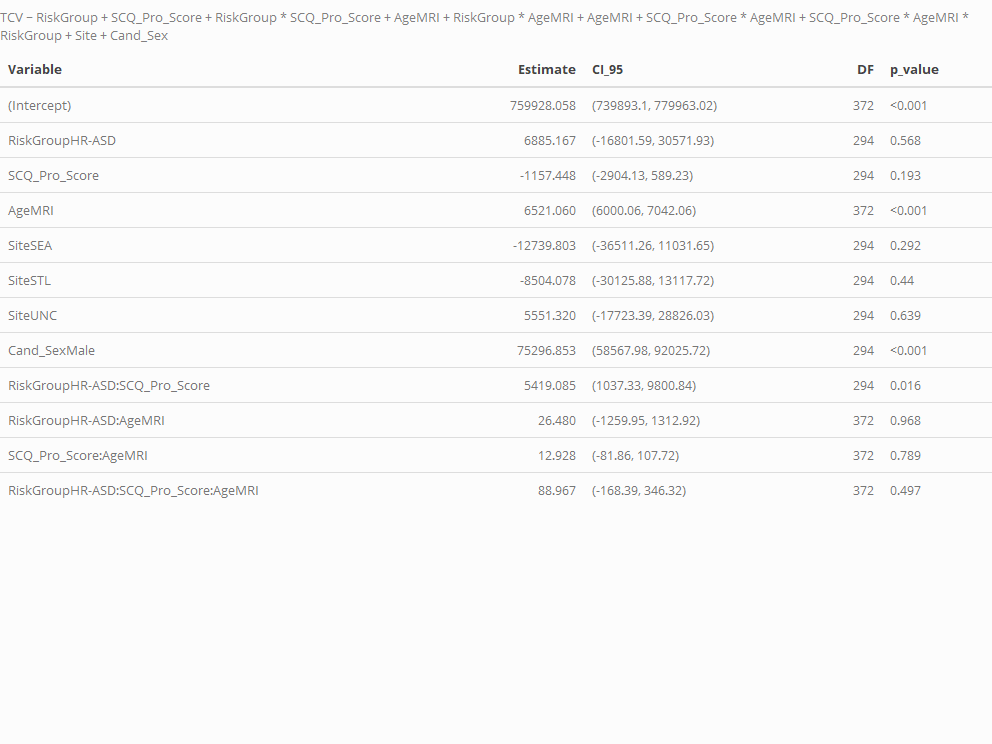 TCV ~ RiskGroup + SCQ_Pro_Score + RiskGroup * SCQ_Pro_Score + AgeMRI + RiskGroup * AgeMRI + AgeMRI + SCQ_Pro_Score * AgeMRI + SCQ_Pro_Score * AgeMRI *
RiskGroup + Site + Cand_Sex
Variable Estimate CI_95 DF p_value
(Intercept) 759928.058 (739893.1, 779963.02) 372 <0.001
RiskGroupHR-ASD 6885.167 (-16801.59, 30571.93) 294 0.568
SCQ_Pro_Score -1157.448 (-2904.13, 589.23) 294 0.193
AgeMRI 6521.060 (6000.06, 7042.06) 372 <0.001
SiteSEA -12739.803 (-36511.26, 11031.65) 294 0.292
SiteSTL -8504.078 (-30125.88, 13117.72) 294 0.44
SiteUNC 5551.320 (-17723.39, 28826.03) 294 0.639
Cand_SexMale 75296.853 (58567.98, 92025.72) 294 <0.001
RiskGroupHR-ASD:SCQ_Pro_Score 5419.085 (1037.33, 9800.84) 294 0.016
RiskGroupHR-ASD:AgeMRI 26.480 (-1259.95, 1312.92) 372 0.968
SCQ_Pro_Score:AgeMRI 12.928 (-81.86, 107.72) 372 0.789
RiskGroupHR-ASD:SCQ_Pro_Score:AgeMRI 88.967 (-168.39, 346.32) 372 0.497